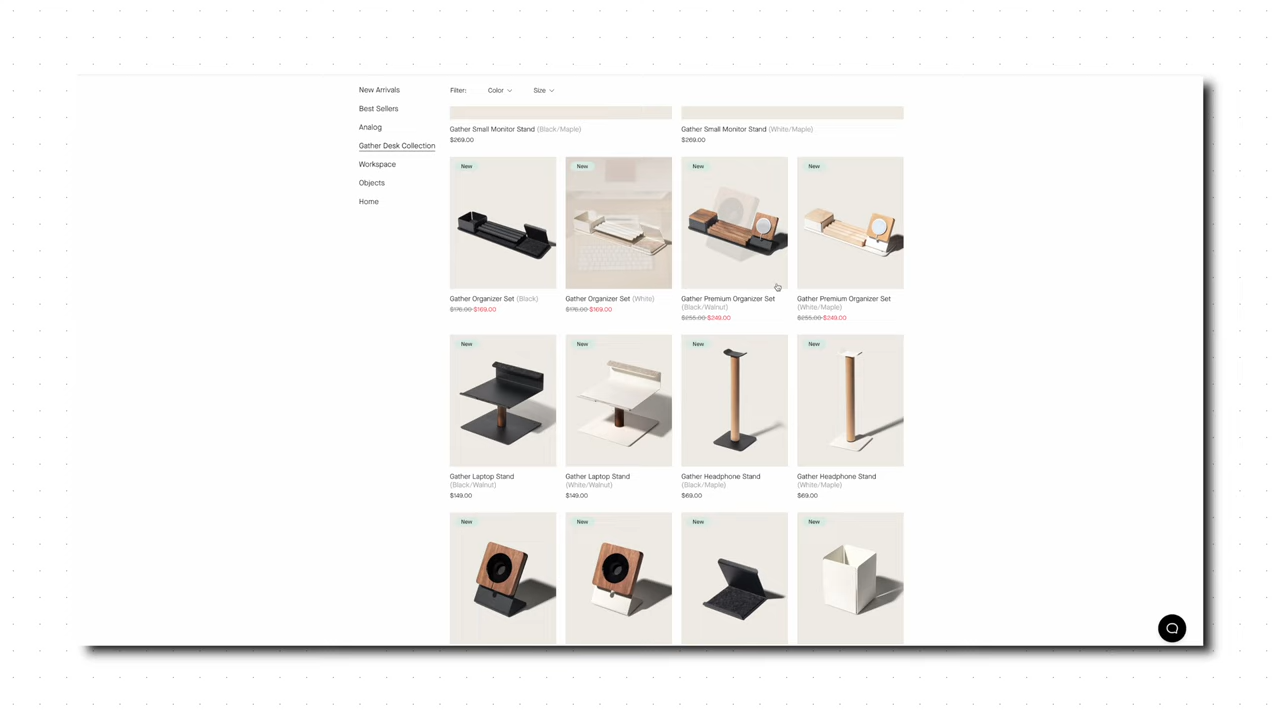 New Arrivals
Best Sellers
Analog
Gather Desk Collection
Workspace
Objects
Home
Filter: Color Size
Gather Small Monitor Stand (Black/Maple)
$269.00
Gather Small Monitor Stand (White/Maple)
$269.00
New
Gather Organizer Set (Black)
$176.00 $169.00
New
Gather Organizer Set (White)
$176.00 $169.00
New
Gather Premium Organizer Set
(Black/Walnut)
$255.00 $249.00
New
Gather Premium Organizer Set
(White/Maple)
$255.00 $249.00
New
Gather Laptop Stand
(Black/Walnut)
$149.00
New
Gather Laptop Stand
(White/Walnut)
$149.00
New
Gather Headphone Stand
(Black/Maple)
$69.00
New
Gather Headphone Stand
(White/Maple)
$69.00
New
New
New
New